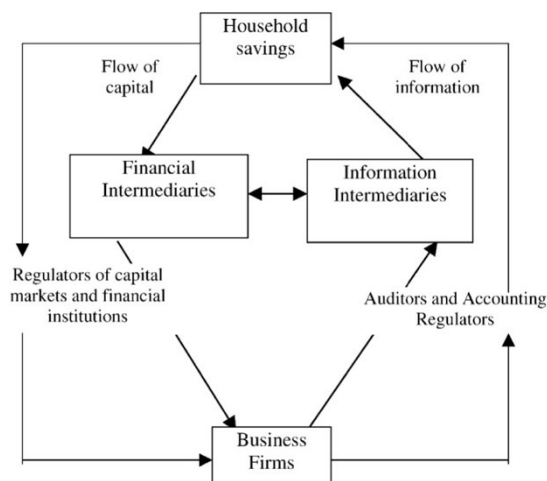 Household
savings
Flow of
capital
Flow of
information
Financial
Intermediaries
Information
Intermediaries
Regulators of capital
markets and financial
institutions
Auditors and Accounting
Regulators
Business
Firms